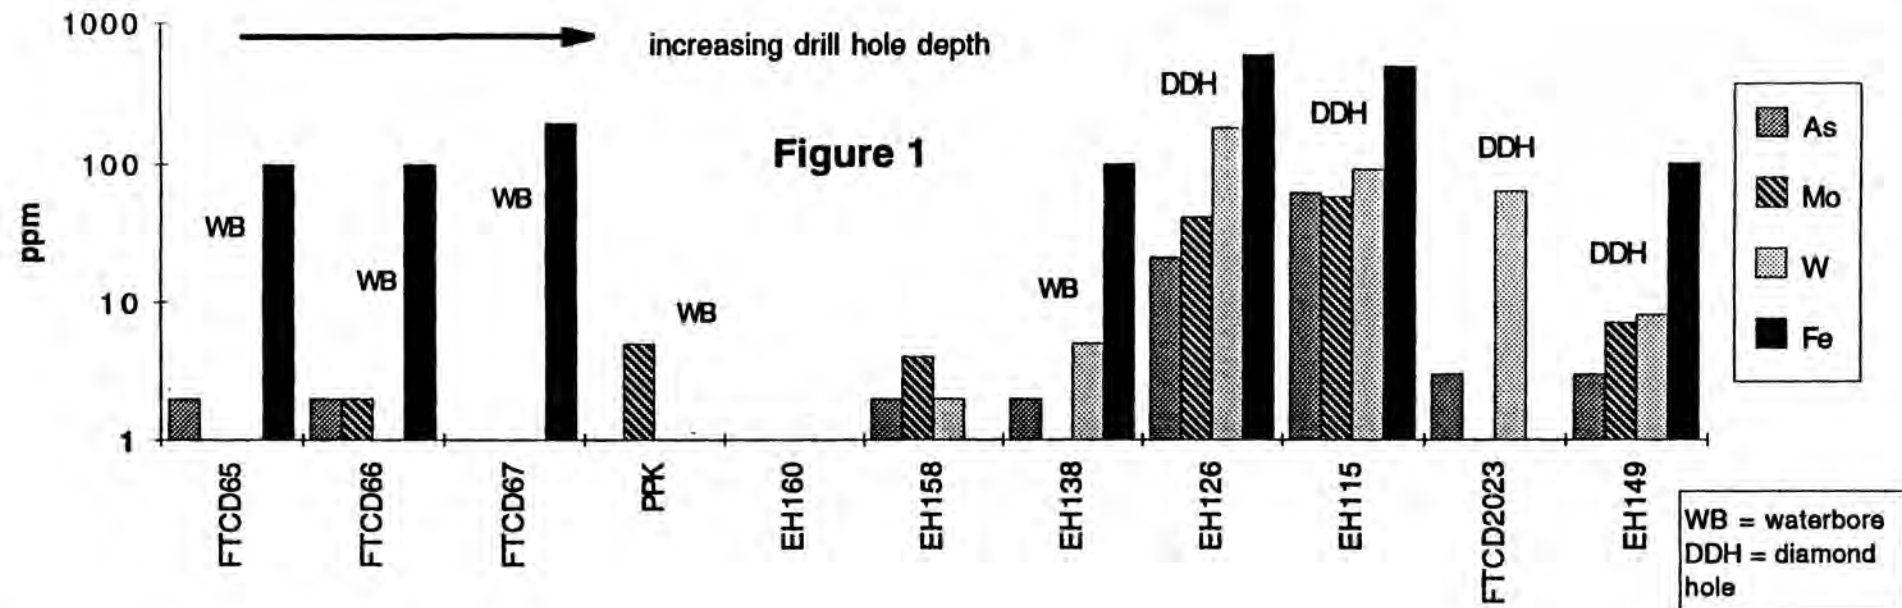 1000
increasing drill hole depth
DDH
DDH
Figure 1
DDH
100
WB
WB
ppm
WB
DDH
10
WB
WB
1
As
Mo
W
Fe
FTCD65
FTCD66
FTCD67
PPK
EH160
EH158
EH138
EH126
EH115
FTCD2023
EH149
WB = waterbore
DDH = diamond
hole